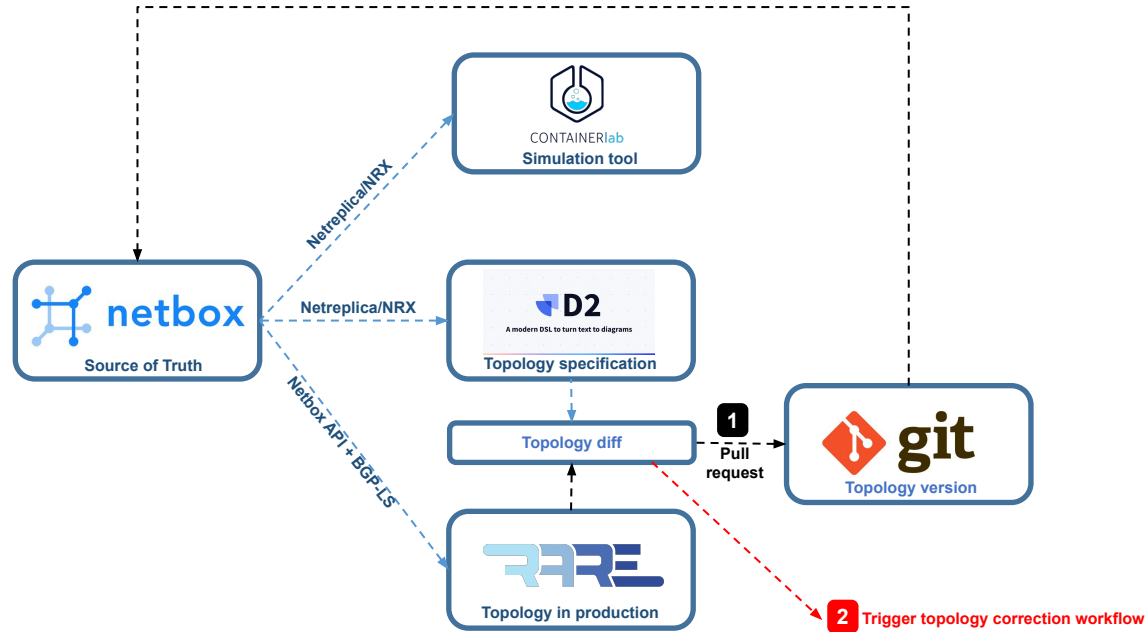 CONTAINERlab
Simulation tool
Netreplica/NRX
netbox
Source of Truth
Netreplica/NRX
D2
A modern DSL to turn text to diagrams
Topology specification
Netbox API + BGP-LS
Topology diff
1
Pull
request
git
Topology version
RARE
Topology in production
2 Trigger topology correction workflow